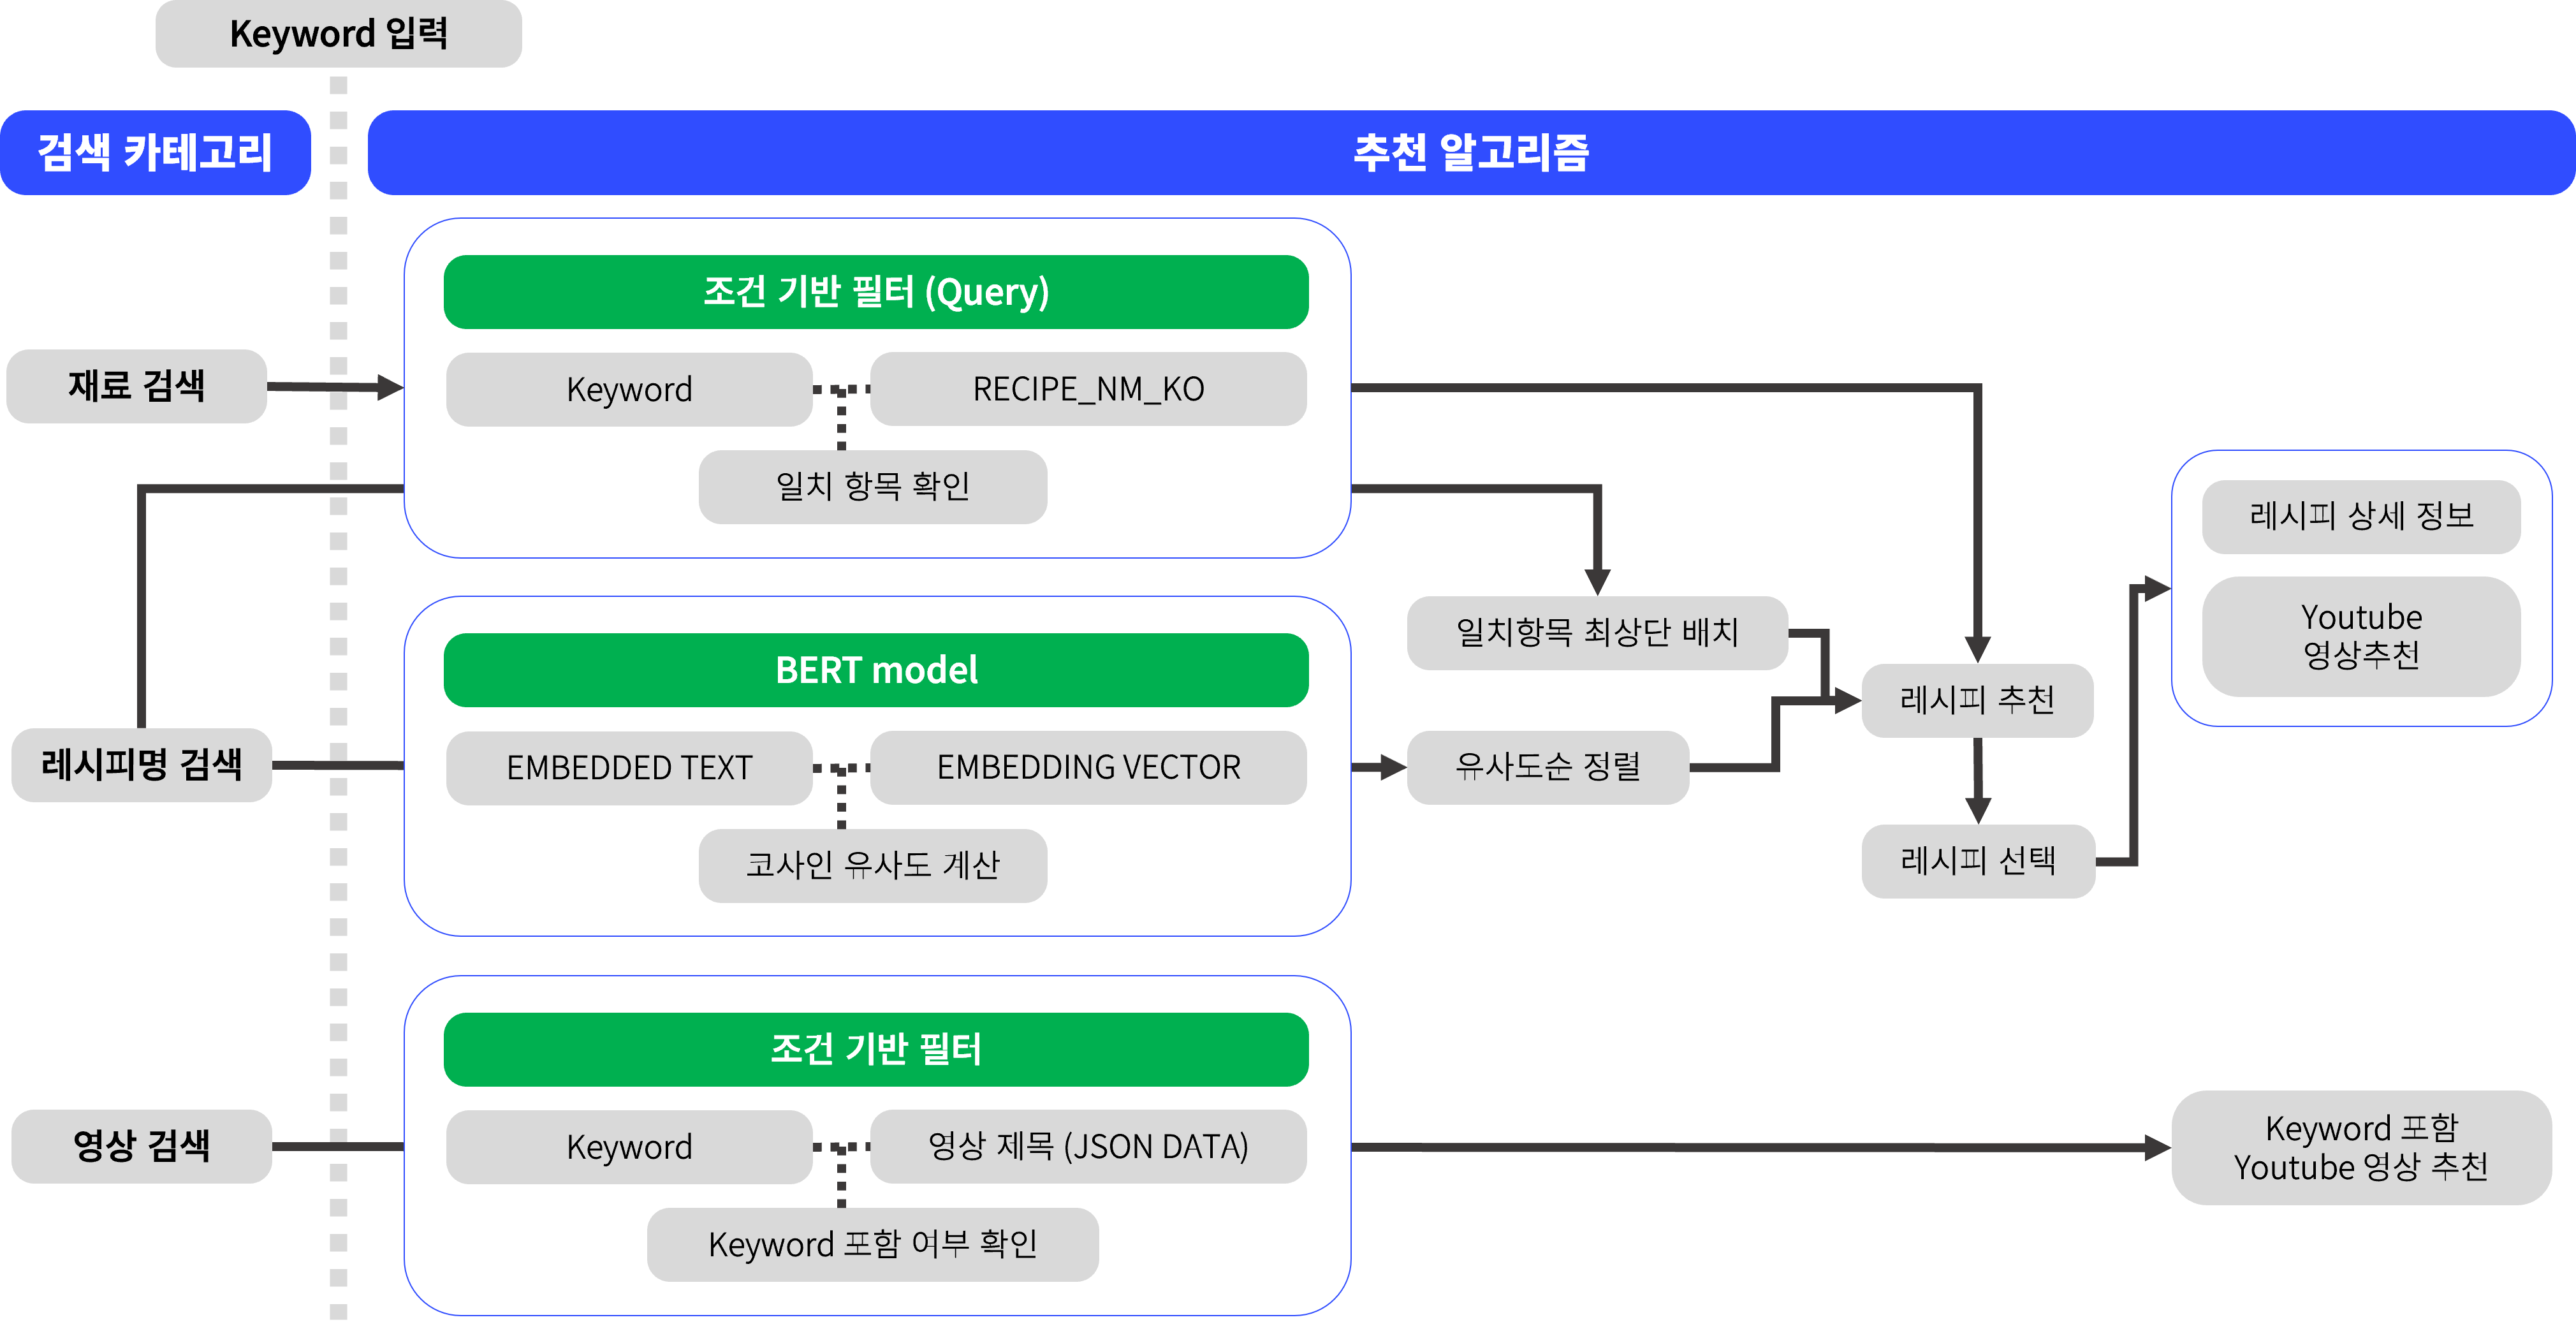 Keyword 입력
검색 카테고리
추천 알고리즘
조건 기반 필터 (Query)
재료 검색
Keyword
RECIPE_NM_KO
일치 항목 확인
레시피 상세 정보
Youtube
영상추천
일치항목 최상단 배치
BERT model
레시피 추천
레시피명 검색
EMBEDDED TEXT
EMBEDDING VECTOR
유사도순 정렬
코사인 유사도 계산
레시피 선택
조건 기반 필터
영상 검색
Keyword
영상 제목 (JSON DATA)
Keyword 포함
Youtube 영상 추천
Keyword 포함 여부 확인